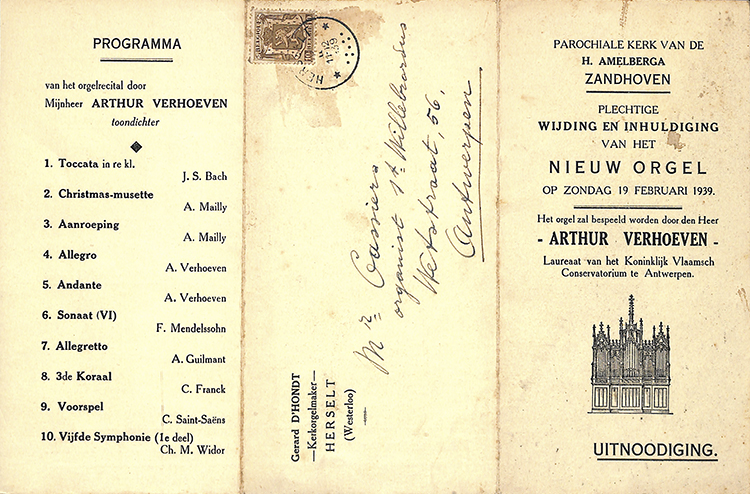 PROGRAMMA
van het orgelrecital door
Mijnheer ARTHUR VERHOEVEN
toondichter
1. Toccata in re kl.
J. S. Bach
2. Christmas-musette
A. Mailly
3. Aanroeping
A. Mailly
4. Allegro
A. Verhoeven
5. Andante
A. Verhoeven
6. Sonaat (VI)
F. Mendelssohn
7. Allegretto
A. Guilmant
8. 3de Koraal
C. Franck
9. Voorspel
C. Saint-Saëns
10. Vijfde Symphonie (1e deel)
Ch. M. Widor
Mr Cassiers
organist St Willebrordus
Wetstraat, 56,
Antwerpen
Gerard D'HONDT
—Kerkorgelmaker—
HERSELT
(Westerloo)
PAROCHIALE KERK VAN DE
H. AMELBERGA
ZANDHOVEN
PLECHTIGE
WIJDING EN INHULDIGING
VAN HET
NIEUW ORGEL
OP ZONDAG 19 FEBRUARI 1939.
Het orgel zal bespeeld worden door den Heer
- ARTHUR VERHOEVEN -
Laureaat van het Koninklijk Vlaamsch
Conservatorium te Antwerpen.
UITNOODIGING.